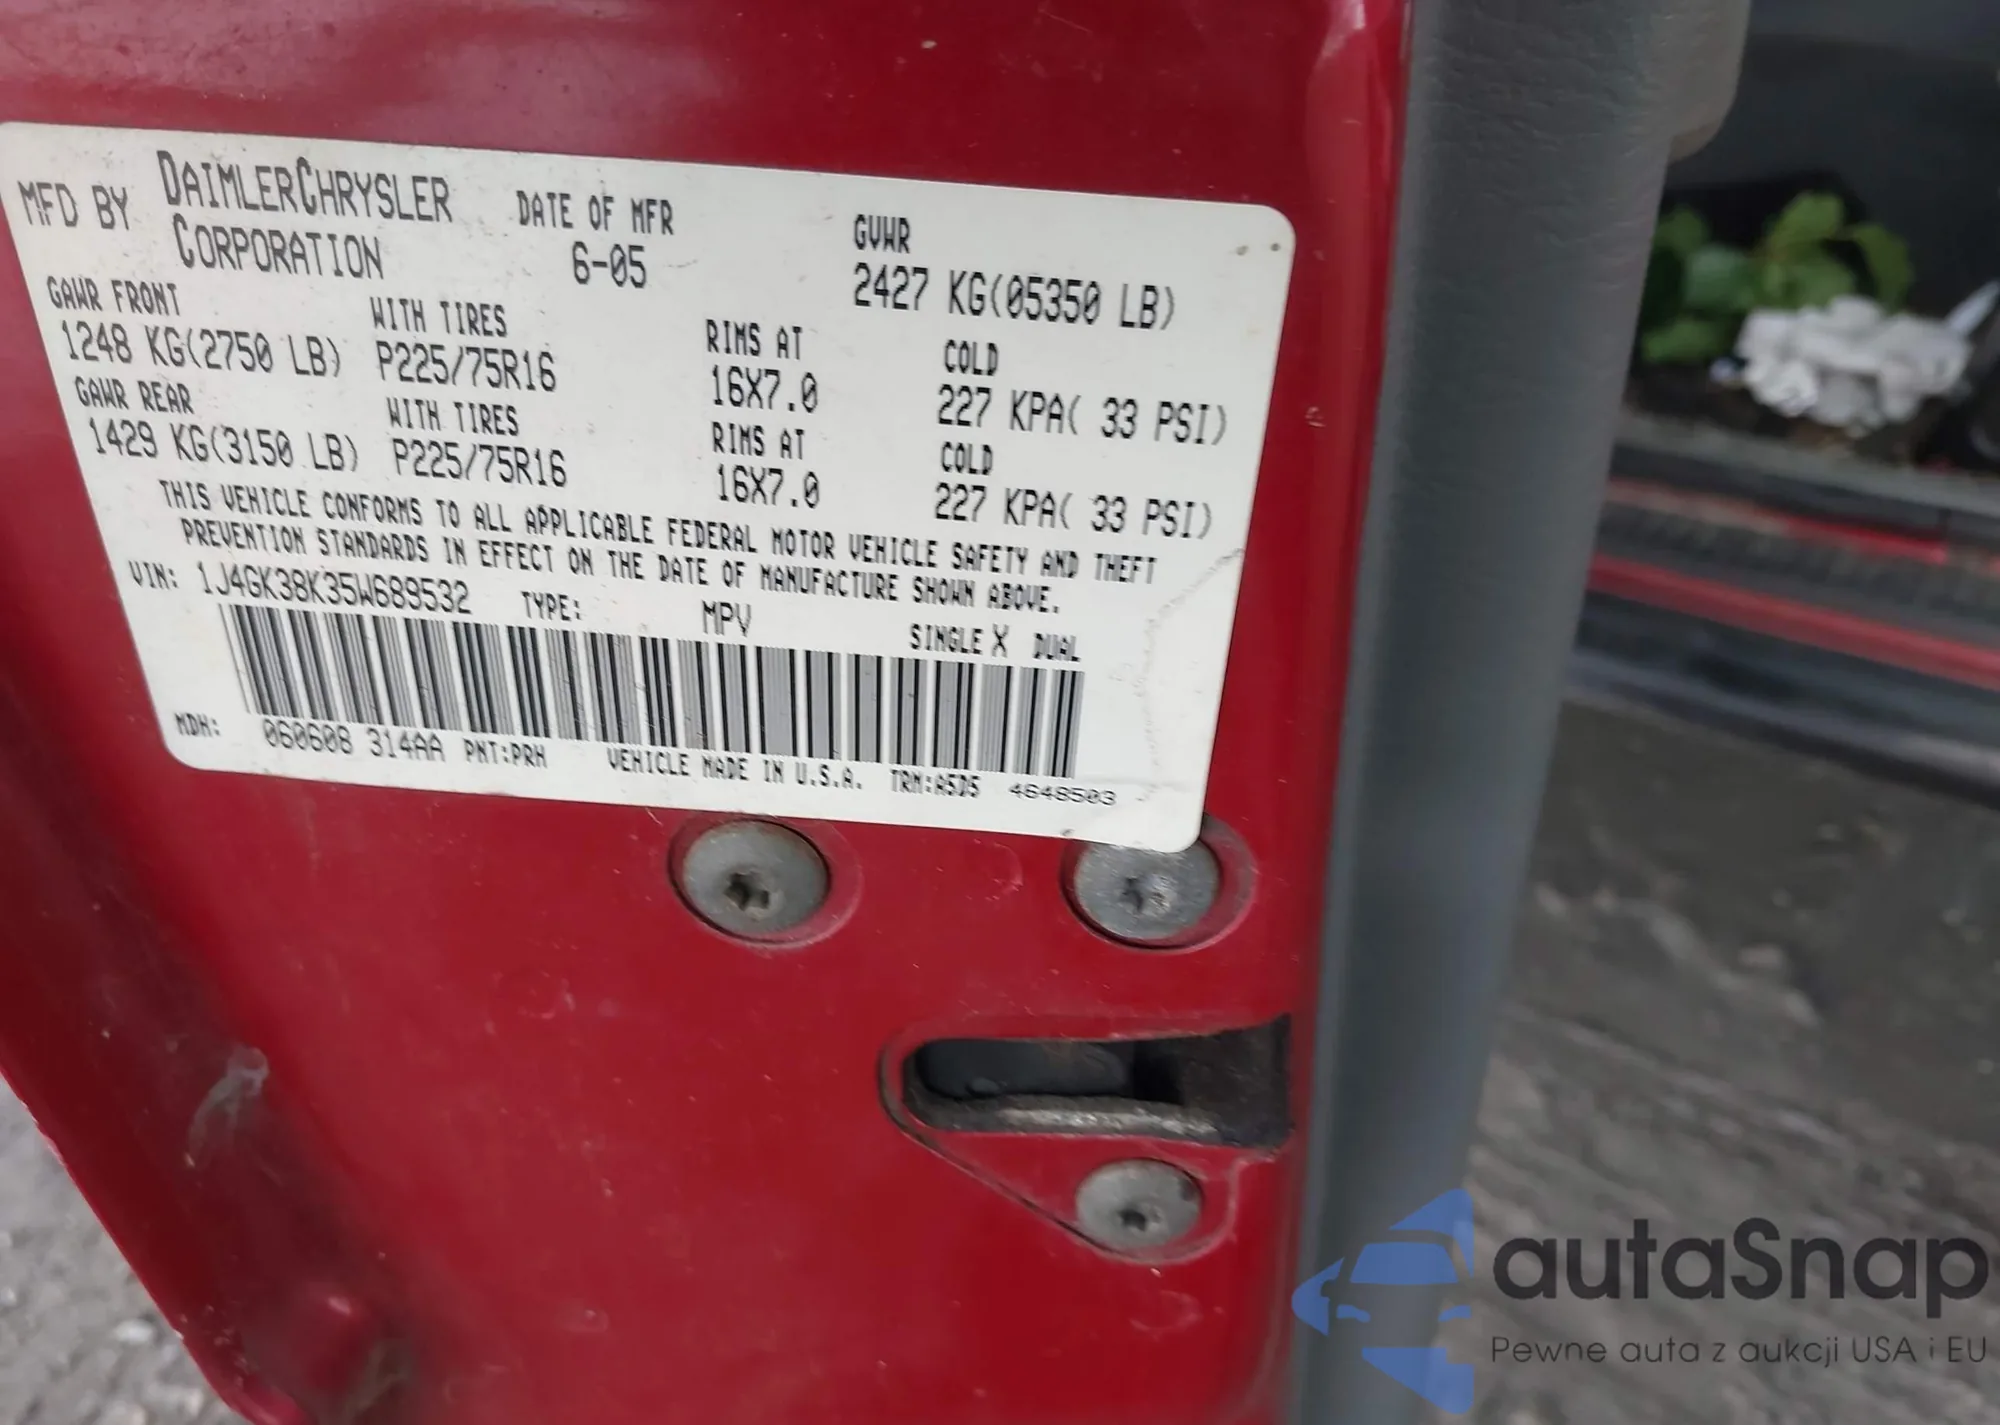 MFD BY DAIMLERCHRYSLER CORPORATION
DATE OF MFR
6-05
GVWR
2427 KG(05350 LB)
GAWR FRONT
1248 KG(2750 LB)
WITH TIRES
P225/75R16
RIMS AT
16X7.0
COLD
227 KPA( 33 PSI)
GAWR REAR
1429 KG(3150 LB)
WITH TIRES
P225/75R16
RIMS AT
16X7.0
COLD
227 KPA( 33 PSI)
THIS VEHICLE CONFORMS TO ALL APPLICABLE FEDERAL MOTOR VEHICLE SAFETY AND THEFT
PREVENTION STANDARDS IN EFFECT ON THE DATE OF MANUFACTURE SHOWN ABOVE.
VIN: 1J4GK38K35W689532 TYPE: MPV SINGLE X DUAL
MDH: 060608 314AA PNT:PRH VEHICLE MADE IN U.S.A. TRM:A5D5 4648503
autaSnap
Pewne auta z aukcji USA i EU